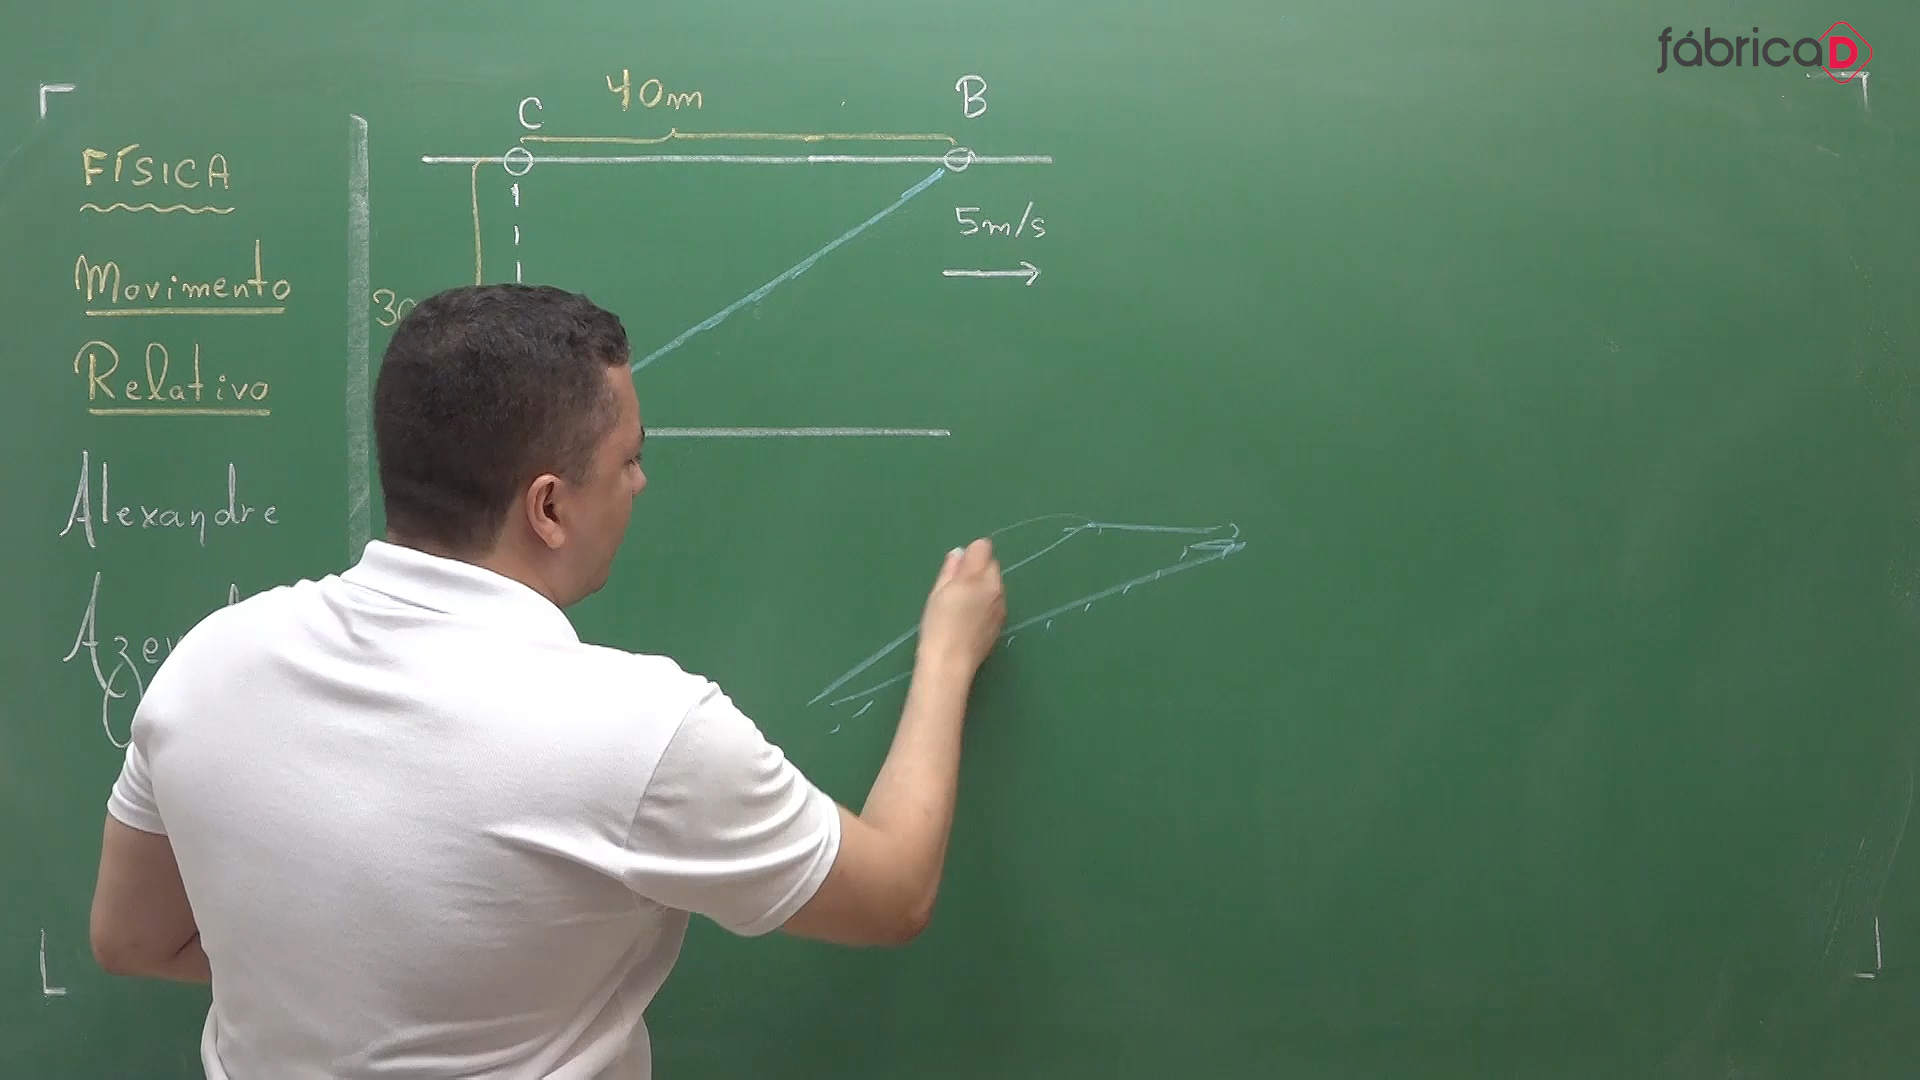 fábricaD
FÍSICA
Movimento
Relativo
Alexandre
C
40m
B
5m/s